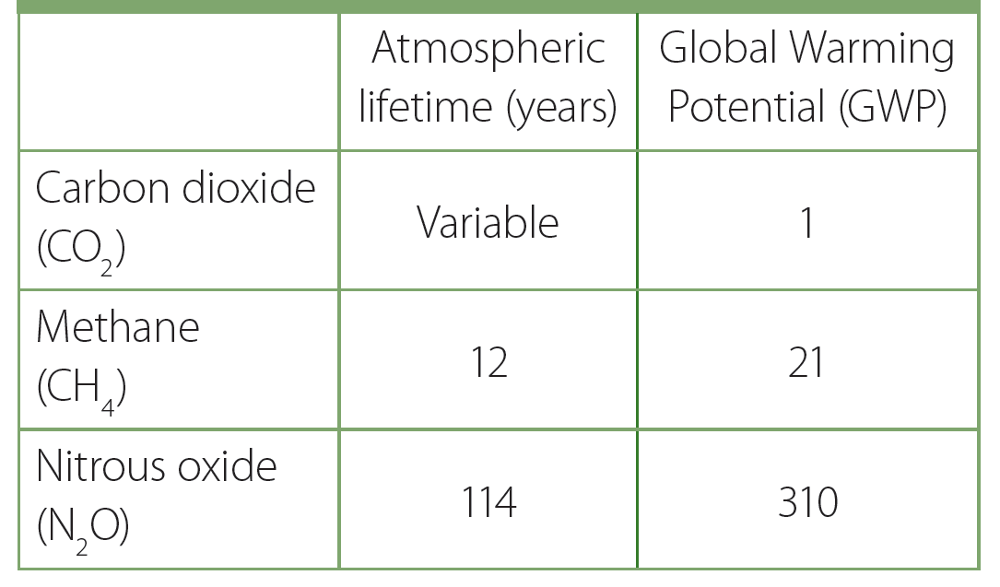 Atmospheric
lifetime (years)
Global Warming
Potential (GWP)
Carbon dioxide
(CO₂)
Variable
1
Methane
(CH₄)
12
21
Nitrous oxide
(N₂O)
114
310